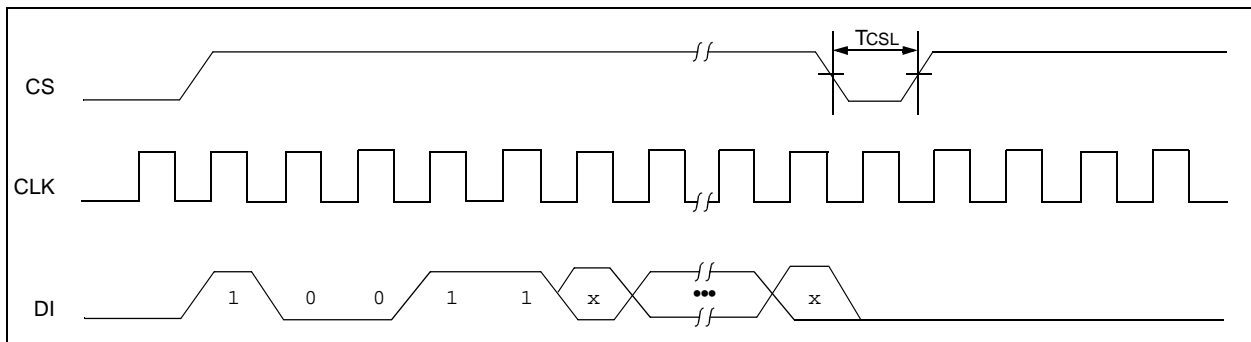 TCSL
CS
CLK
DI 1 0 0 1 1 x ••• x